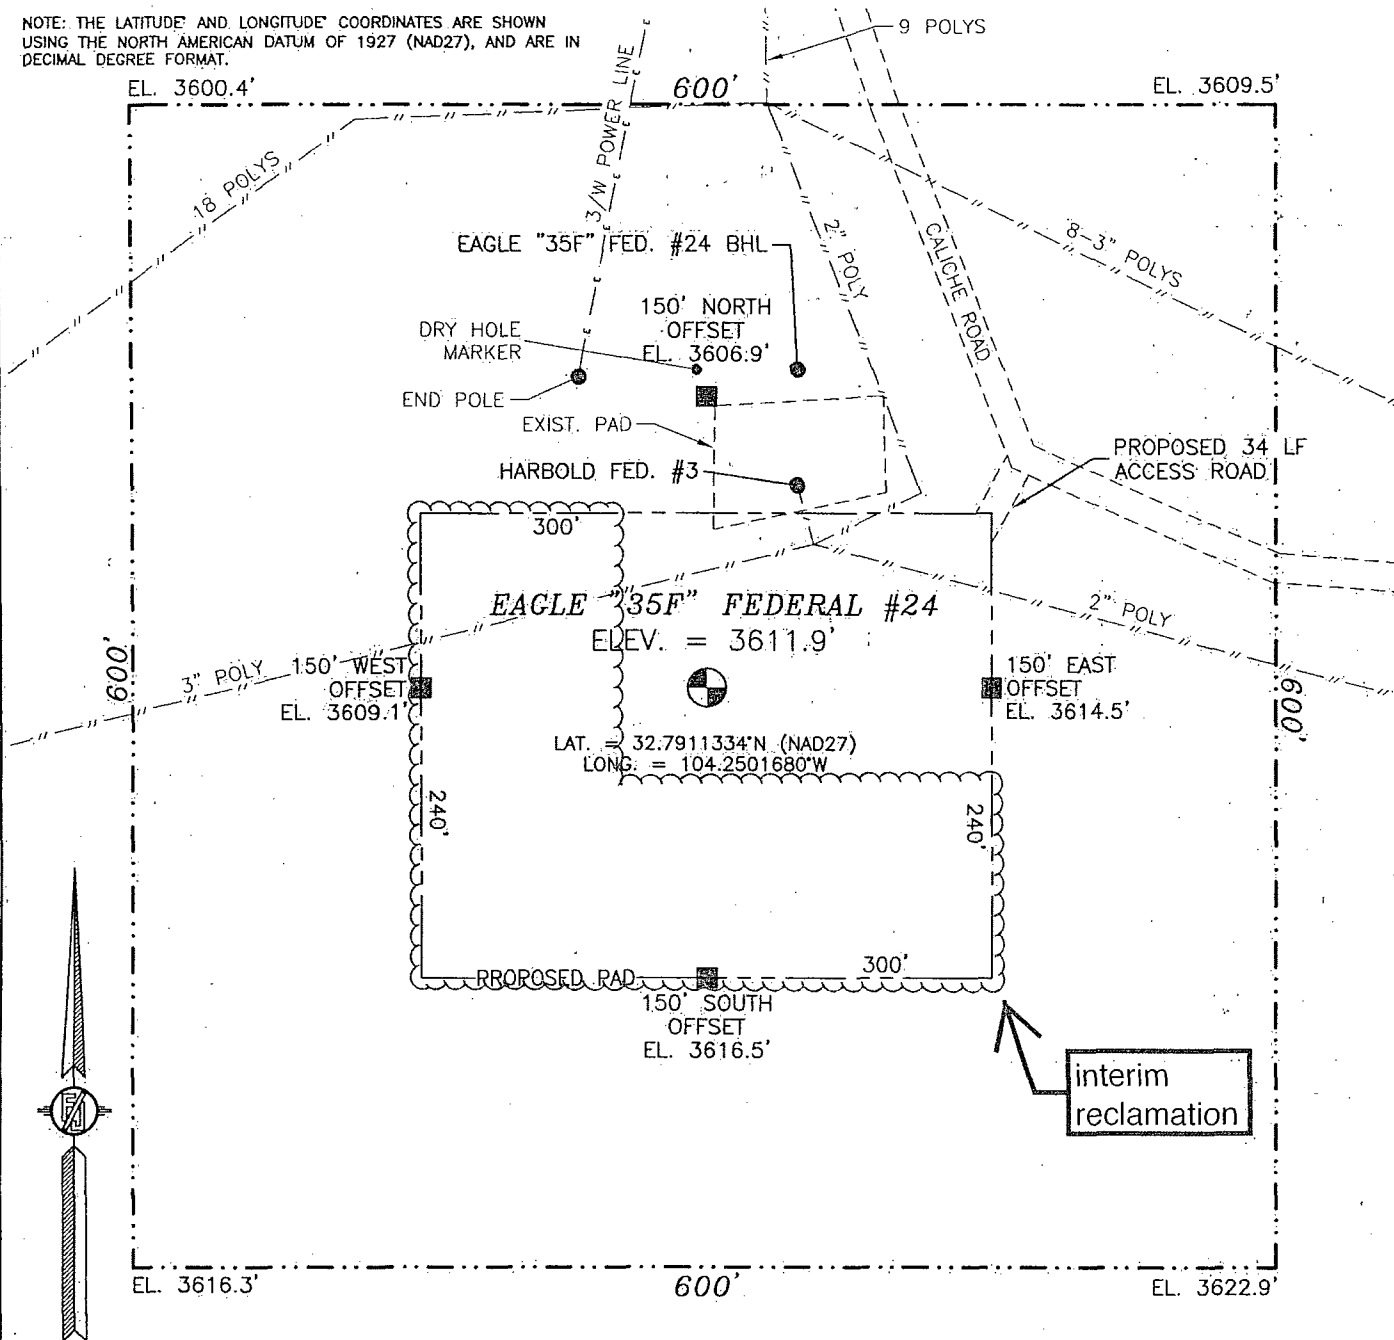 NOTE: THE LATITUDE AND LONGITUDE COORDINATES ARE SHOWN
USING THE NORTH AMERICAN DATUM OF 1927 (NAD27), AND ARE IN
DECIMAL DEGREE FORMAT.
9 POLYS
EL. 3600.4'
600'
EL. 3609.5'
3/W POWER LINE
18 POLYS
EAGLE "35F" FED. #24 BHL
2" POLY
CALICHE ROAD
8-3" POLYS
150' NORTH
OFFSET
EL. 3606.9'
DRY HOLE
MARKER
END POLE
EXIST. PAD
HARBOLD FED. #3
PROPOSED 34 LF
ACCESS ROAD
300'
EAGLE "35F" FEDERAL #24
ELEV. = 3611.9'
2" POLY
600'
3" POLY
150' WEST
OFFSET
EL. 3609.1'
150' EAST
OFFSET
EL. 3614.5'
600'
LAT. = 32.7911334°N (NAD27)
LONG. = 104.2501680°W
240'
240'
PROPOSED PAD
300'
150' SOUTH
OFFSET
EL. 3616.5'
interim
reclamation
EL. 3616.3'
600'
EL. 3622.9'